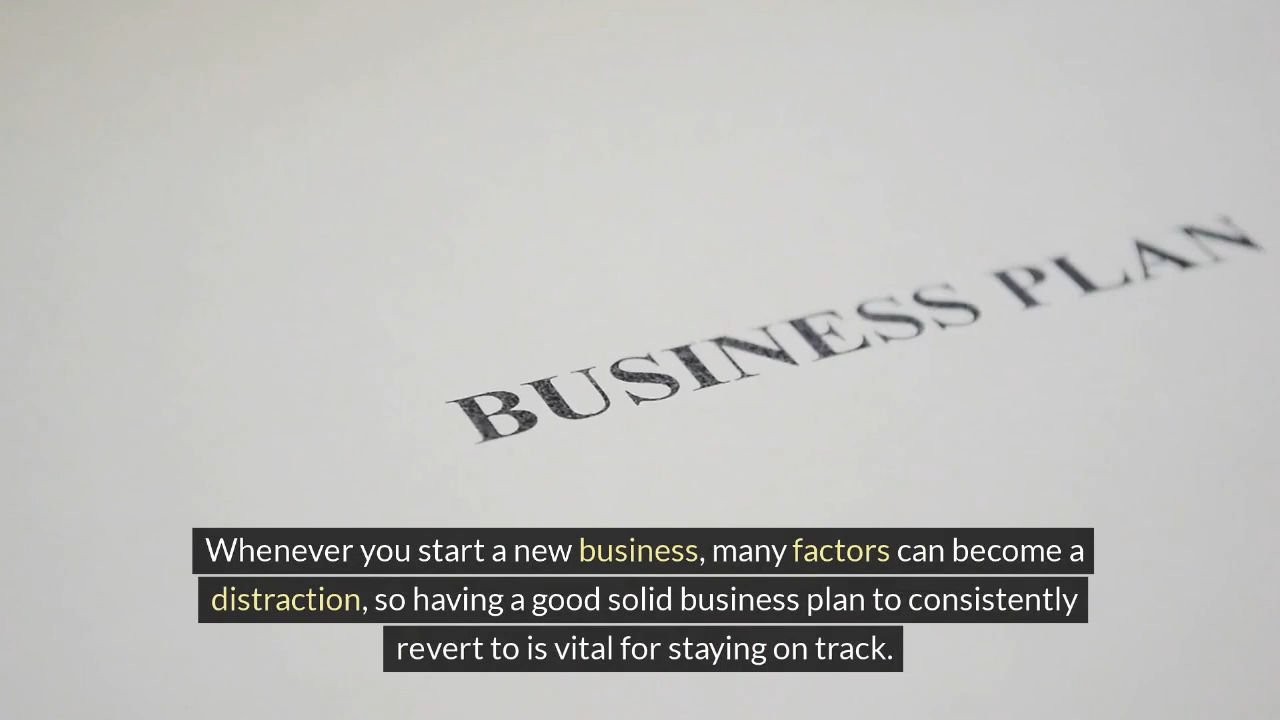 BUSINESS PLAN
Whenever you start a new business, many factors can become a
distraction, so having a good solid business plan to consistently
revert to is vital for staying on track.